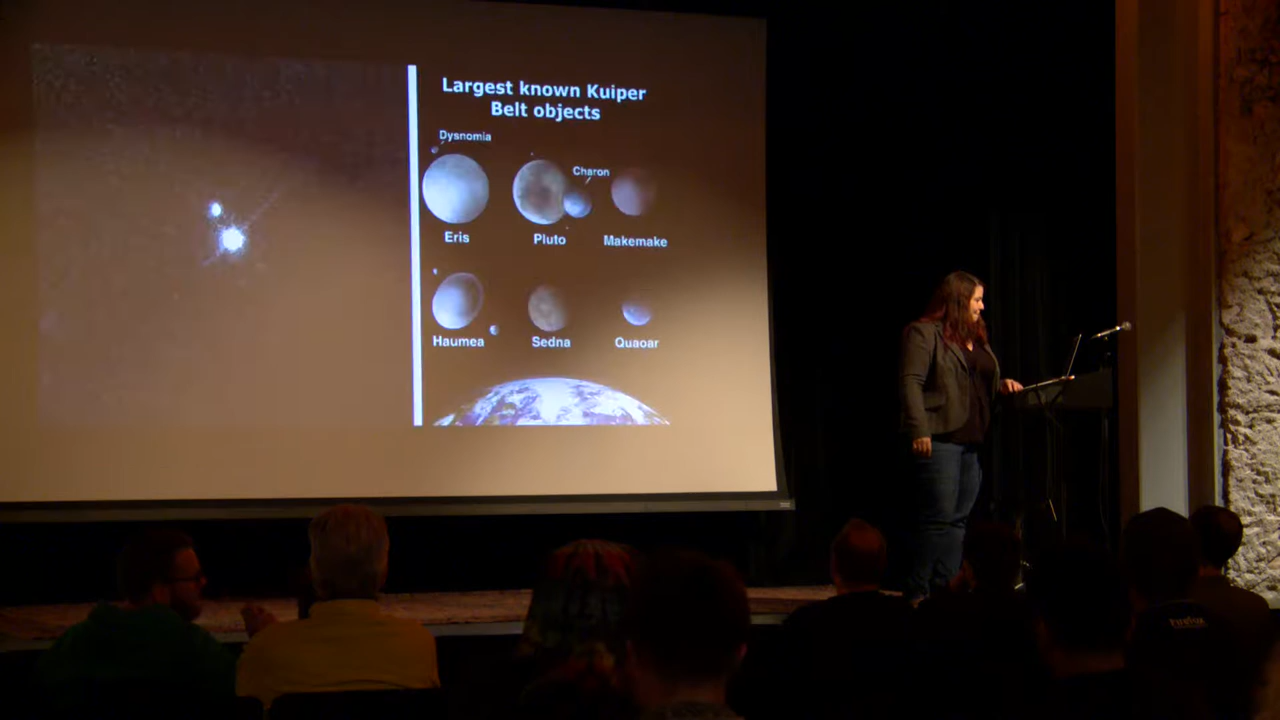 Largest known Kuiper
Belt objects
Dysnomia
Charon
Eris
Pluto
Makemake
Haumea
Sedna
Quaoar